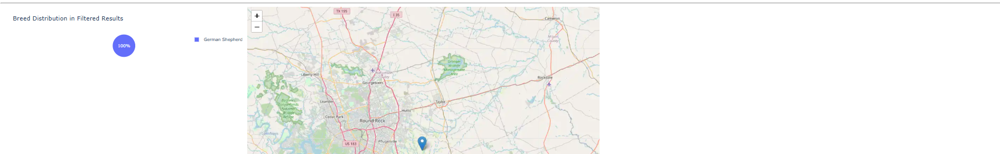 Breed Distribution in Filtered Results
100%
German Shepherd
+
−
TX 195
I 35
Cameron
Milam
County
Granger
Wildlife
Management
Area
Williamson
County
Liberty Hill
Georgetown
Rockdale
Leander
Taylor
Balcones
Canyonlands
National
Wildlife
Refuge
Hutto
Cedar Park
Round Rock
Lake Travis
Pflugerville
US 183